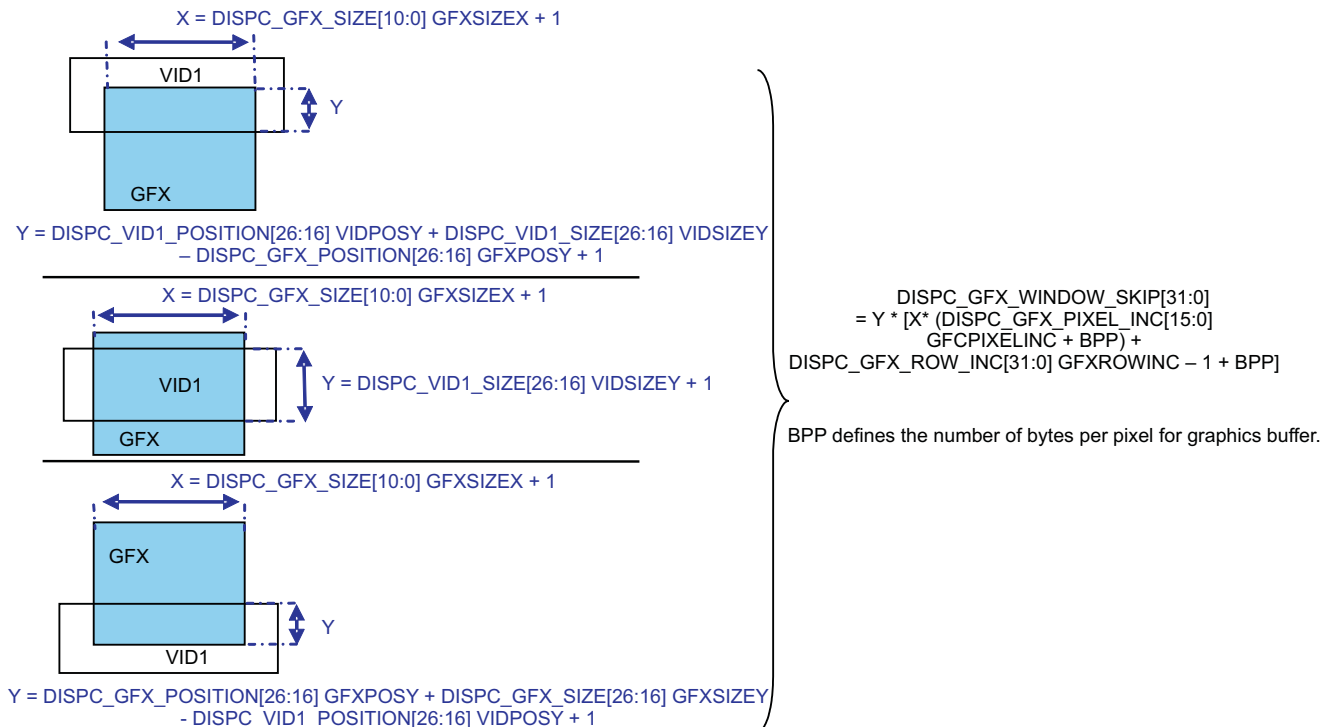 X = DISPC_GFX_SIZE[10:0] GFXSIZEX + 1
VID1
Y
GFX
Y = DISPC_VID1_POSITION[26:16] VIDPOSY + DISPC_VID1_SIZE[26:16] VIDSIZEY
– DISPC_GFX_POSITION[26:16] GFXPOSY + 1
X = DISPC_GFX_SIZE[10:0] GFXSIZEX + 1
VID1
Y = DISPC_VID1_SIZE[26:16] VIDSIZEY + 1
GFX
X = DISPC_GFX_SIZE[10:0] GFXSIZEX + 1
GFX
Y
VID1
Y = DISPC_GFX_POSITION[26:16] GFXPOSY + DISPC_GFX_SIZE[26:16] GFXSIZEY
- DISPC_VID1_POSITION[26:16] VIDPOSY + 1
DISPC_GFX_WINDOW_SKIP[31:0]
= Y * [X* (DISPC_GFX_PIXEL_INC[15:0]
GFCPIXELINC + BPP) +
DISPC_GFX_ROW_INC[31:0] GFXROWINC – 1 + BPP]
BPP defines the number of bytes per pixel for graphics buffer.